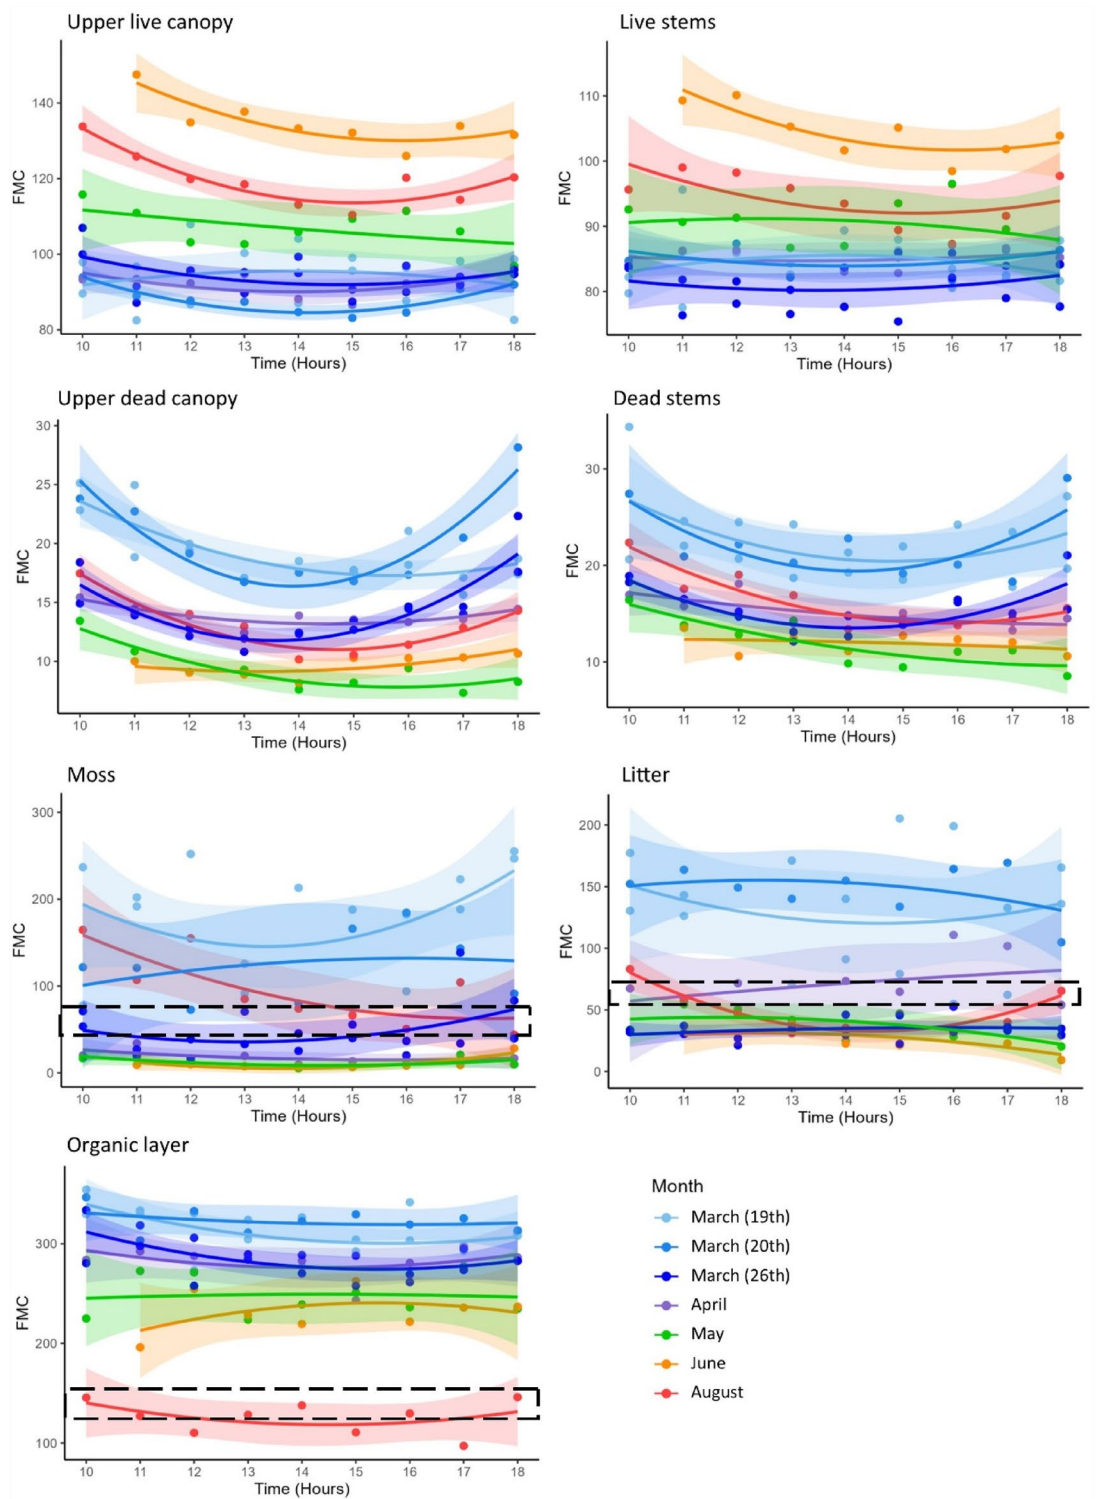 Upper live canopy
140
120
100
80
FMC
10 11 12 13 14 15 16 17 18
Time (Hours)
Live stems
110
100
90
80
FMC
10 11 12 13 14 15 16 17 18
Time (Hours)
Upper dead canopy
30
25
20
15
10
FMC
10 11 12 13 14 15 16 17 18
Time (Hours)
Dead stems
30
20
10
FMC
10 11 12 13 14 15 16 17 18
Time (Hours)
Moss
300
200
100
0
FMC
10 11 12 13 14 15 16 17 18
Time (Hours)
Litter
200
150
100
50
0
FMC
10 11 12 13 14 15 16 17 18
Time (Hours)
Organic layer
300
200
100
FMC
10 11 12 13 14 15 16 17 18
Time (Hours)
Month
March (19th)
March (20th)
March (26th)
April
May
June
August